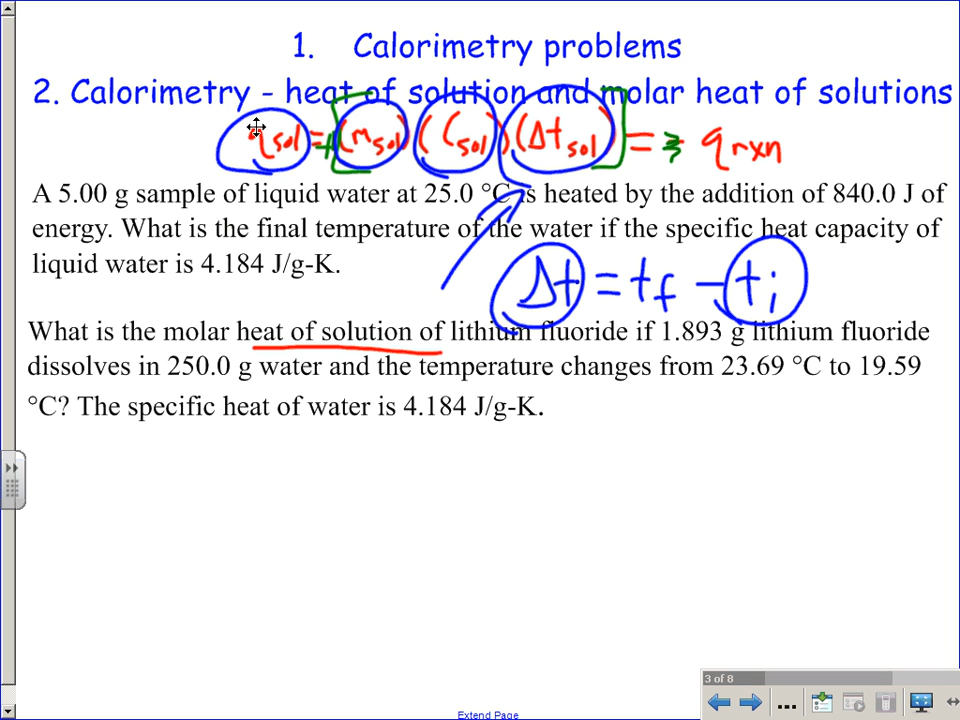 1. Calorimetry problems
2. Calorimetry - heat of solution and molar heat of solutions
q sol = + [(m sol) (C sol) (Δt sol)] = - q rxn
A 5.00 g sample of liquid water at 25.0 °C is heated by the addition of 840.0 J of
energy. What is the final temperature of the water if the specific heat capacity of
liquid water is 4.184 J/g-K.
Δt = tf - ti
What is the molar heat of solution of lithium fluoride if 1.893 g lithium fluoride
dissolves in 250.0 g water and the temperature changes from 23.69 °C to 19.59
°C? The specific heat of water is 4.184 J/g-K.
3 of 8
...
Extend Page